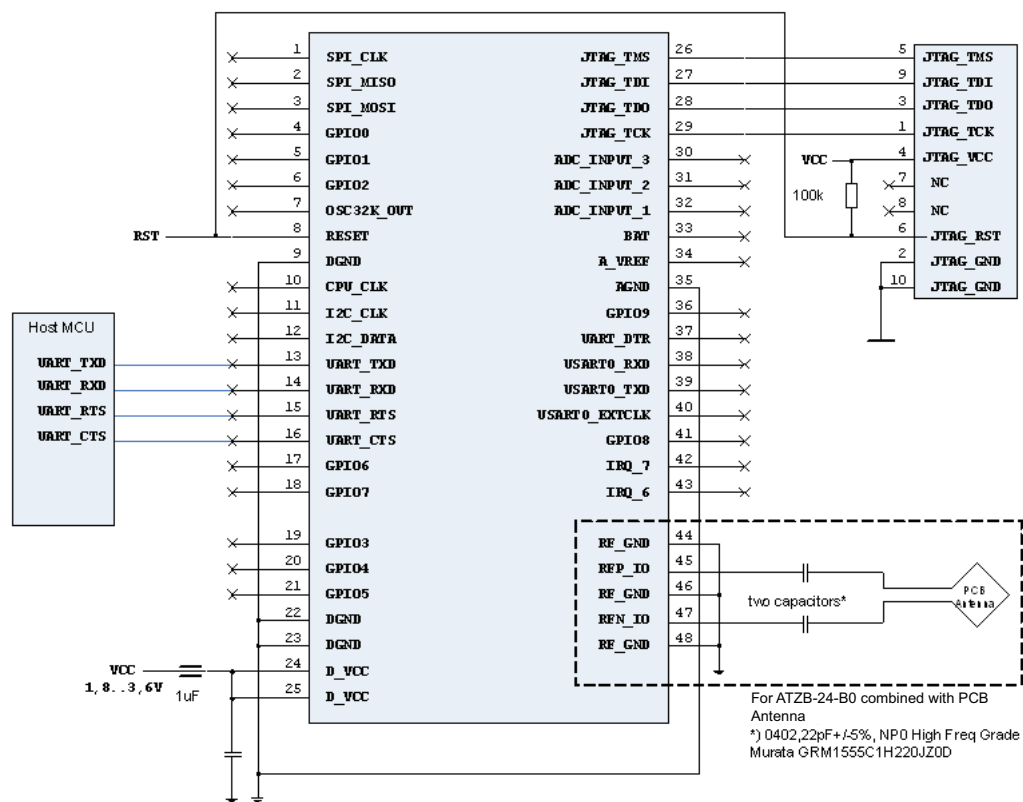 1 SPI_CLK
2 SPI_MISO
3 SPI_MOSI
4 GPIO0
5 GPIO1
6 GPIO2
7 OSC32K_OUT
RST 8 RESET
9 DGND
10 CPU_CLK
11 I2C_CLK
12 I2C_DATA
13 UART_TXD
14 UART_RXD
15 UART_RTS
16 UART_CTS
17 GPIO6
18 GPIO7
19 GPIO3
20 GPIO4
21 GPIO5
22 DGND
23 DGND
24 D_VCC
25 D_VCC
Host MCU
UART_TXD
UART_RXD
UART_RTS
UART_CTS
VCC
1,8..3,6V
1uF
JTAG_TMS 26
JTAG_TDI 27
JTAG_TDO 28
JTAG_TCK 29
ADC_INPUT_3 30
ADC_INPUT_2 31
ADC_INPUT_1 32
BAT 33
A_VREF 34
AGND 35
GPIO9 36
UART_DTR 37
USART0_RXD 38
USART0_TXD 39
USART0_EXTCLK 40
GPIO8 41
IRQ_7 42
IRQ_6 43
RF_GND 44
RFP_IO 45
RF_GND 46
RFN_IO 47
RF_GND 48
5 JTAG_TMS
9 JTAG_TDI
3 JTAG_TDO
1 JTAG_TCK
VCC 4 JTAG_VCC
7 NC
100k
8 NC
6 JTAG_RST
2 JTAG_GND
10 JTAG_GND
two capacitors*
PCB
Antenna
For ATZB-24-B0 combined with PCB
Antenna
*) 0402,22pF+/-5%, NP0 High Freq Grade
Murata GRM1555C1H220JZ0D